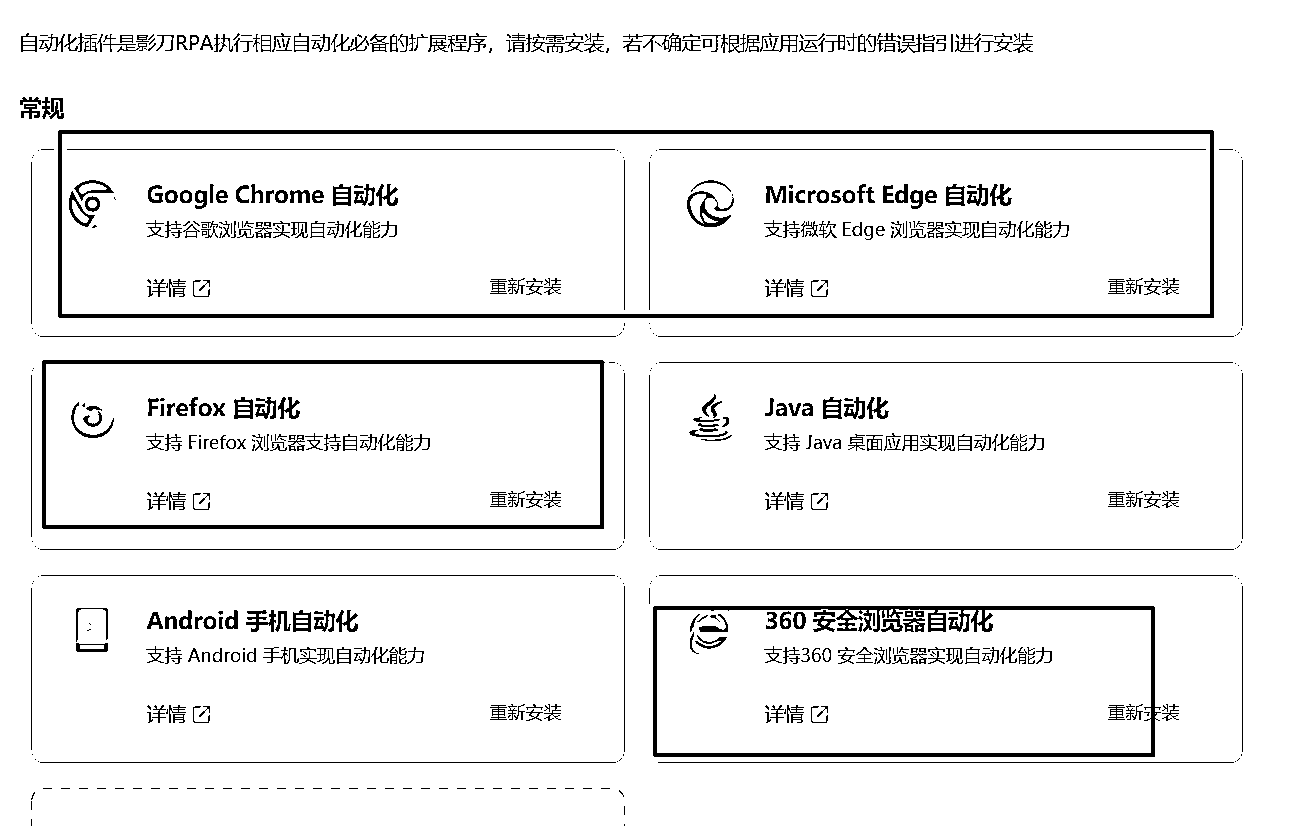 自动化插件是影刀RPA执行相应自动化必备的扩展程序，请按需安装，若不确定可根据应用运行时的错误指引进行安装
常规
Google Chrome 自动化
支持谷歌浏览器实现自动化能力
详情
重新安装
Microsoft Edge 自动化
支持微软 Edge 浏览器实现自动化能力
详情
重新安装
Firefox 自动化
支持 Firefox 浏览器支持自动化能力
详情
重新安装
Java 自动化
支持 Java 桌面应用实现自动化能力
详情
重新安装
Android 手机自动化
支持 Android 手机实现自动化能力
详情
重新安装
360 安全浏览器自动化
支持360 安全浏览器实现自动化能力
详情
重新安装